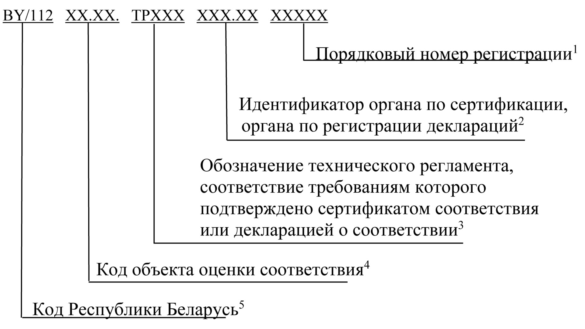 BY/112 XX.XX. ТРХХХ XXX.XX XXXXX
Порядковый номер регистрации¹
Идентификатор органа по сертификации,
органа по регистрации деклараций²
Обозначение технического регламента,
соответствие требованиям которого
подтверждено сертификатом соответствия
или декларацией о соответствии³
Код объекта оценки соответствия⁴
Код Республики Беларусь⁵